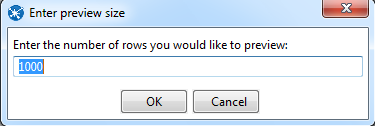 Enter preview size
Enter the number of rows you would like to preview:
1000
OK Cancel